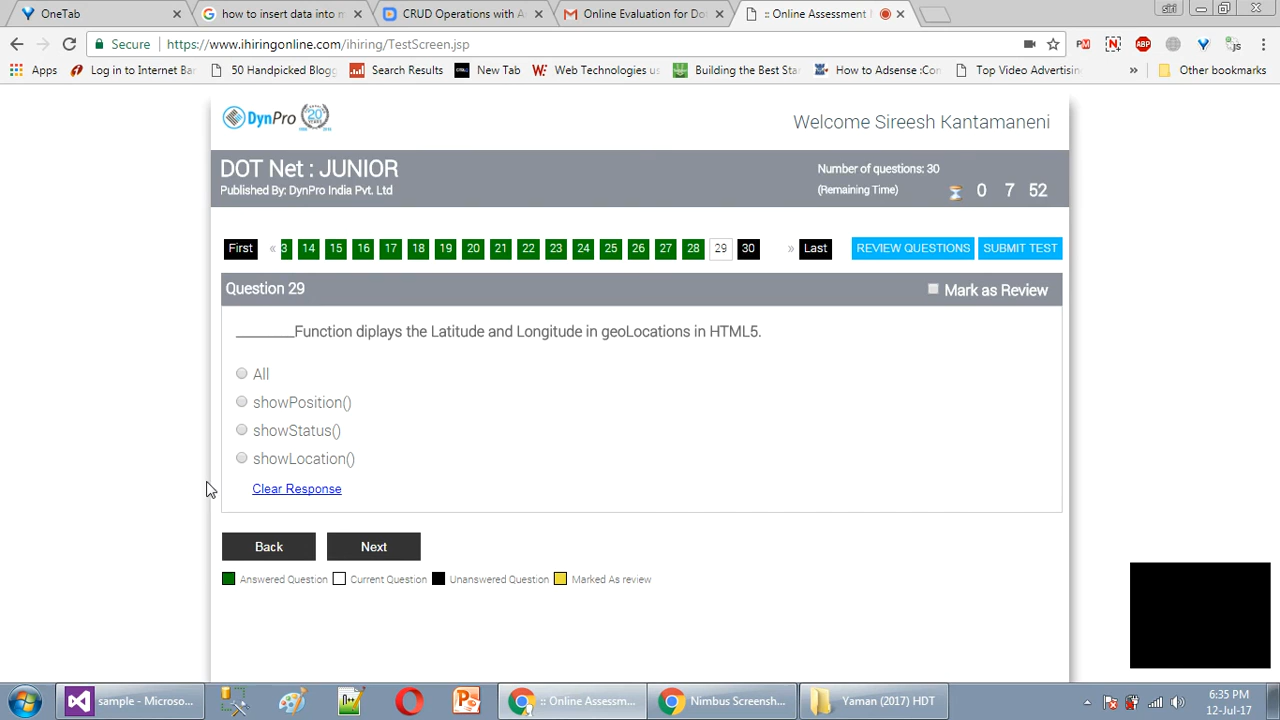 OneTab
how to insert data into m
CRUD Operations with A
Online Evaluation for Do
:: Online Assessment
Secure
https://www.ihiringonline.com/ihiring/TestScreen.jsp
Apps
Log in to Internet Ba
50 Handpicked Blog
Search Results
New Tab
Web Technologies u
Building the Best Sta
How to Adsense :Con
Top Video Advertisin
Other bookmarks
DynPro 20
Welcome Sireesh Kantamaneni
DOT Net : JUNIOR
Published By: DynPro India Pvt. Ltd
Number of questions: 30
(Remaining Time)
0 7 52
First « 3 14 15 16 17 18 19 20 21 22 23 24 25 26 27 28 29 30 » Last
REVIEW QUESTIONS
SUBMIT TEST
Question 29
Mark as Review
________Function diplays the Latitude and Longitude in geoLocations in HTML5.
All
showPosition()
showStatus()
showLocation()
Clear Response
Back
Next
Answered Question
Current Question
Unanswered Question
Marked As review
sample - Microso...
:: Online Assessm...
Nimbus Screensh...
Yaman (2017) HDT
6:35 PM
12-Jul-17